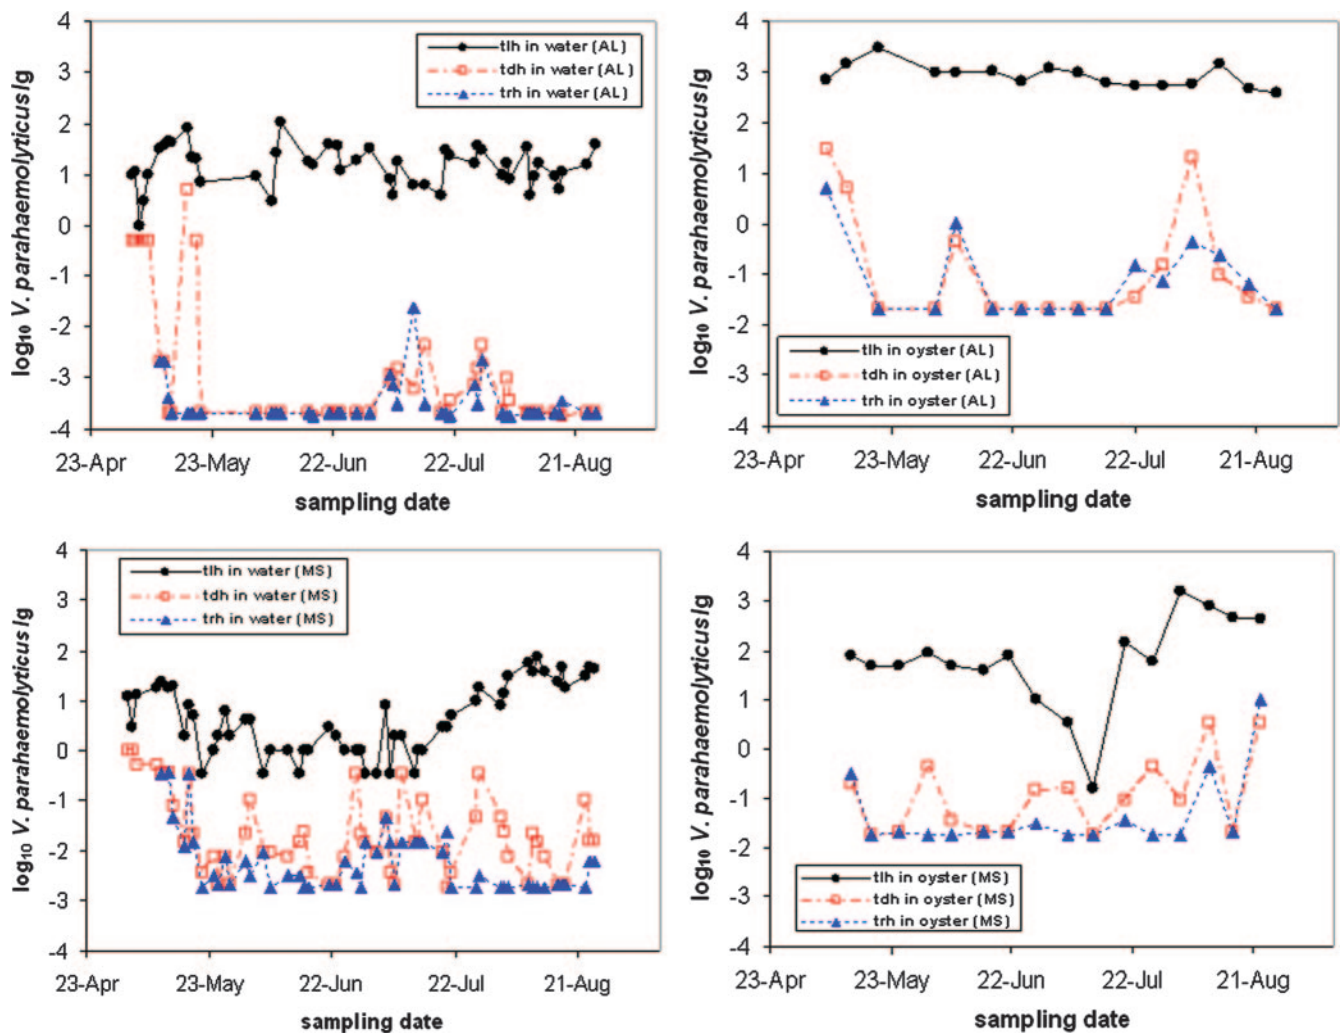 4
3
2
1
0
-1
-2
-3
-4
log₁₀ V. parahaemolyticus/g
tlh in water (AL)
tdh in water (AL)
trh in water (AL)
23-Apr 23-May 22-Jun 22-Jul 21-Aug
sampling date
4
3
2
1
0
-1
-2
-3
-4
log₁₀ V. parahaemolyticus/g
tlh in oyster (AL)
tdh in oyster (AL)
trh in oyster (AL)
23-Apr 23-May 22-Jun 22-Jul 21-Aug
sampling date
4
3
2
1
0
-1
-2
-3
-4
log₁₀ V. parahaemolyticus/g
tlh in water (MS)
tdh in water (MS)
trh in water (MS)
23-Apr 23-May 22-Jun 22-Jul 21-Aug
sampling date
4
3
2
1
0
-1
-2
-3
-4
log₁₀ V. parahaemolyticus/g
tlh in oyster (MS)
tdh in oyster (MS)
trh in oyster (MS)
23-Apr 23-May 22-Jun 22-Jul 21-Aug
sampling date